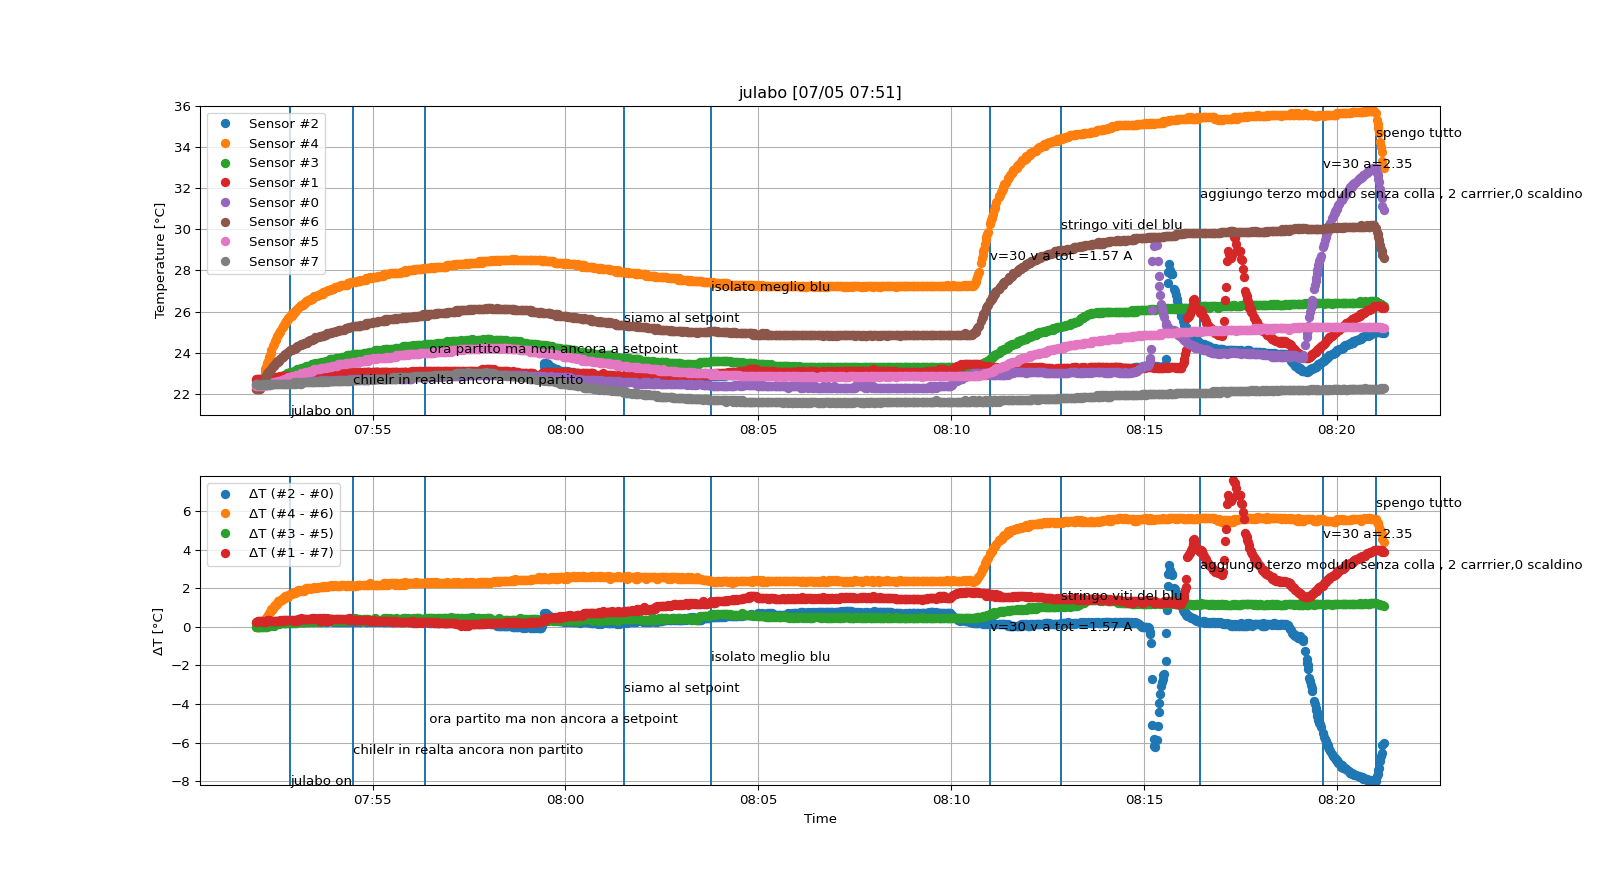 julabo [07/05 07:51]
Temperature [°C]
36
34
32
30
28
26
24
22
Sensor #2
Sensor #4
Sensor #3
Sensor #1
Sensor #0
Sensor #6
Sensor #5
Sensor #7
spengo tutto
v=30 a=2.35
aggiungo terzo modulo senza colla , 2 carrrier,0 scaldino
stringo viti del blu
v=30 v a tot =1.57 A
isolato meglio blu
siamo al setpoint
ora partito ma non ancora a setpoint
chilelr in realta ancora non partito
julabo on
07:55 08:00 08:05 08:10 08:15 08:20
ΔT [°C]
6
4
2
0
−2
−4
−6
−8
ΔT (#2 - #0)
ΔT (#4 - #6)
ΔT (#3 - #5)
ΔT (#1 - #7)
spengo tutto
v=30 a=2.35
aggiungo terzo modulo senza colla , 2 carrrier,0 scaldino
stringo viti del blu
v=30 v a tot =1.57 A
isolato meglio blu
siamo al setpoint
ora partito ma non ancora a setpoint
chilelr in realta ancora non partito
julabo on
07:55 08:00 08:05 08:10 08:15 08:20
Time